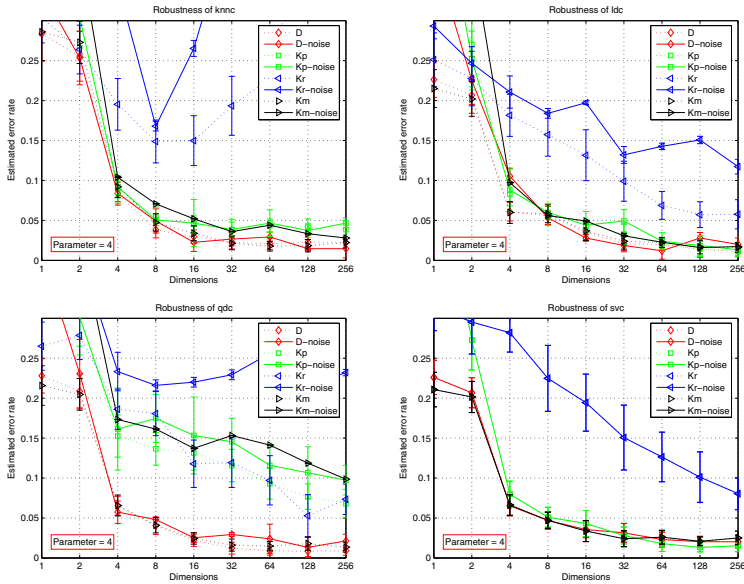 Robustness of knnc
Estimated error rate
0.25
0.2
0.15
0.1
0.05
0
D
D-noise
Kp
Kp-noise
Kr
Kr-noise
Km
Km-noise
Parameter = 4
1 2 4 8 16 32 64 128 256
Dimensions
Robustness of ldc
Estimated error rate
0.25
0.2
0.15
0.1
0.05
0
D
D-noise
Kp
Kp-noise
Kr
Kr-noise
Km
Km-noise
Parameter = 4
1 2 4 8 16 32 64 128 256
Dimensions
Robustness of qdc
Estimated error rate
0.25
0.2
0.15
0.1
0.05
0
D
D-noise
Kp
Kp-noise
Kr
Kr-noise
Km
Km-noise
Parameter = 4
1 2 4 8 16 32 64 128 256
Dimensions
Robustness of svc
Estimated error rate
0.25
0.2
0.15
0.1
0.05
0
D
D-noise
Kp
Kp-noise
Kr
Kr-noise
Km
Km-noise
Parameter = 4
1 2 4 8 16 32 64 128 256
Dimensions